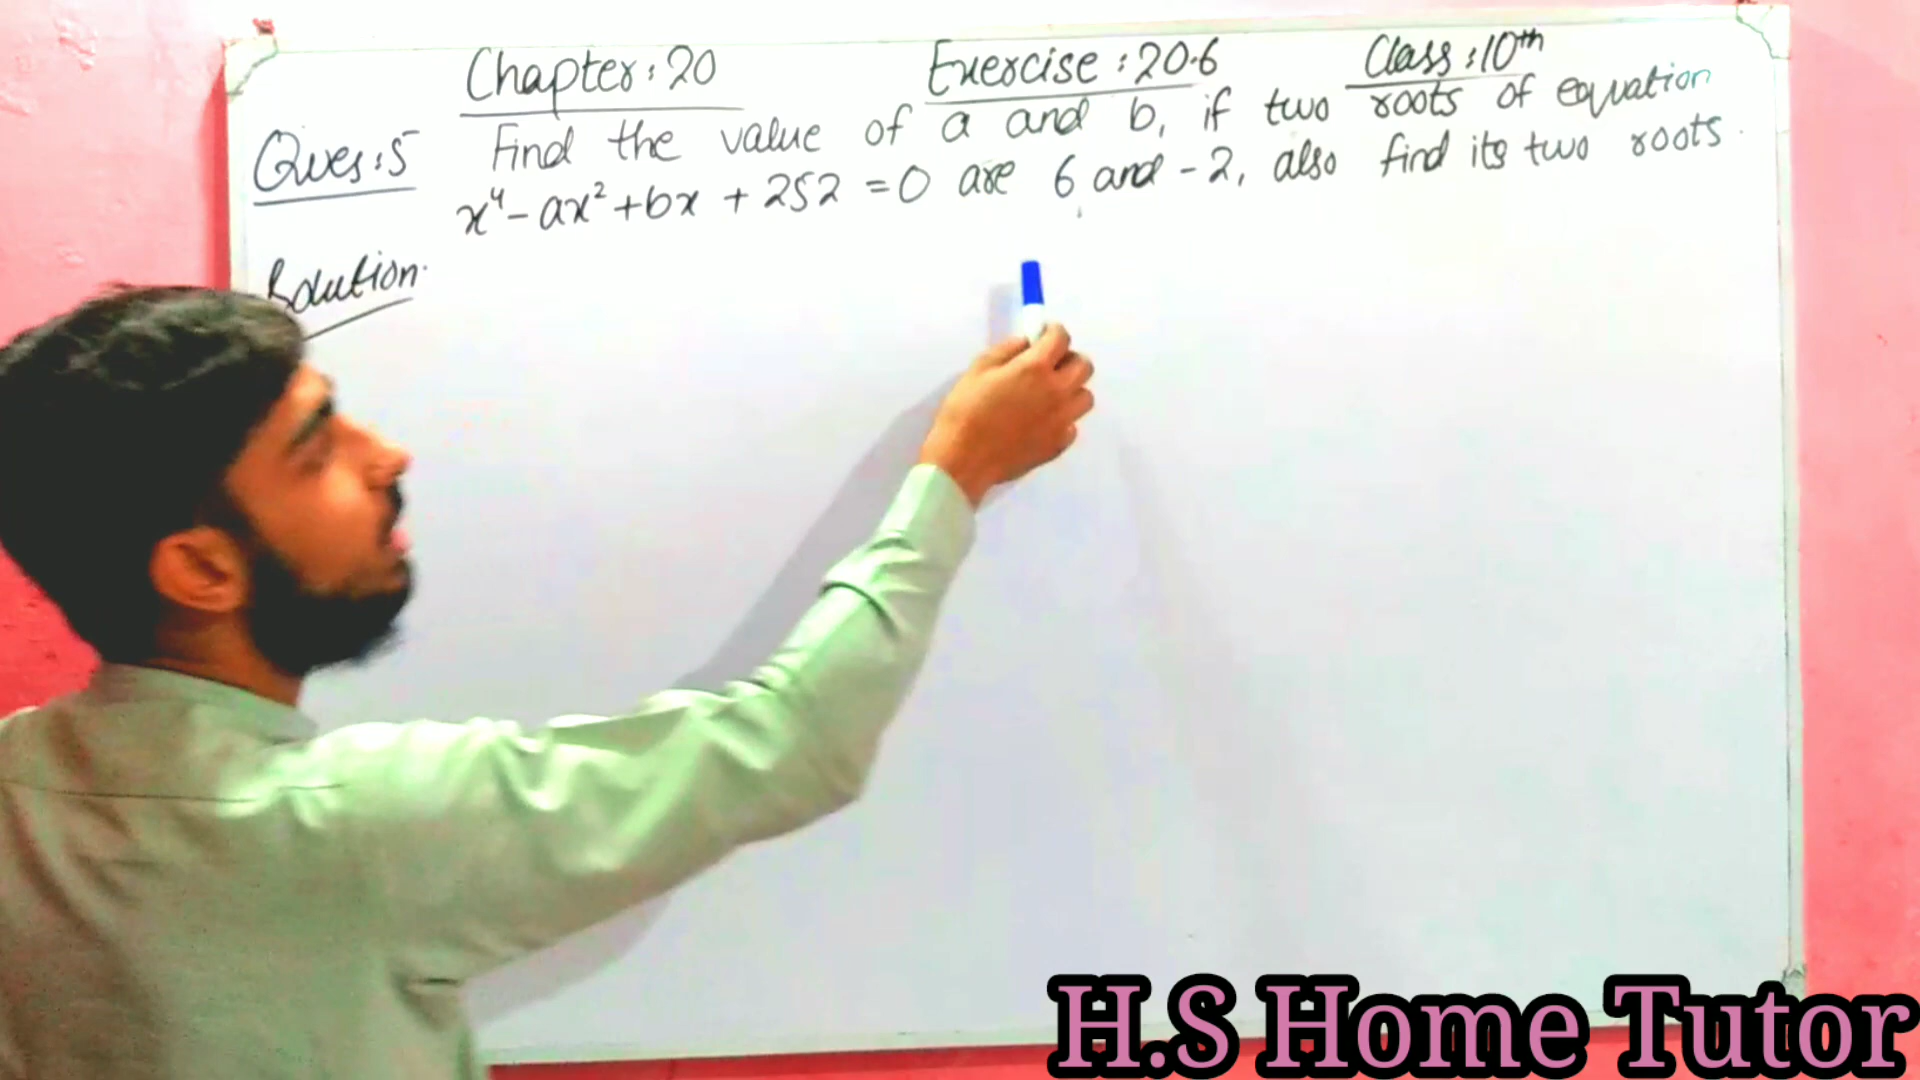 Chapter: 20 Exercise: 20.6 Class: 10th
Ques: 5 Find the value of a and b, if two roots of equation
x⁴ - ax² + bx + 252 = 0 are 6 and -2, also find its two roots.
Solution.
H.S Home Tutor